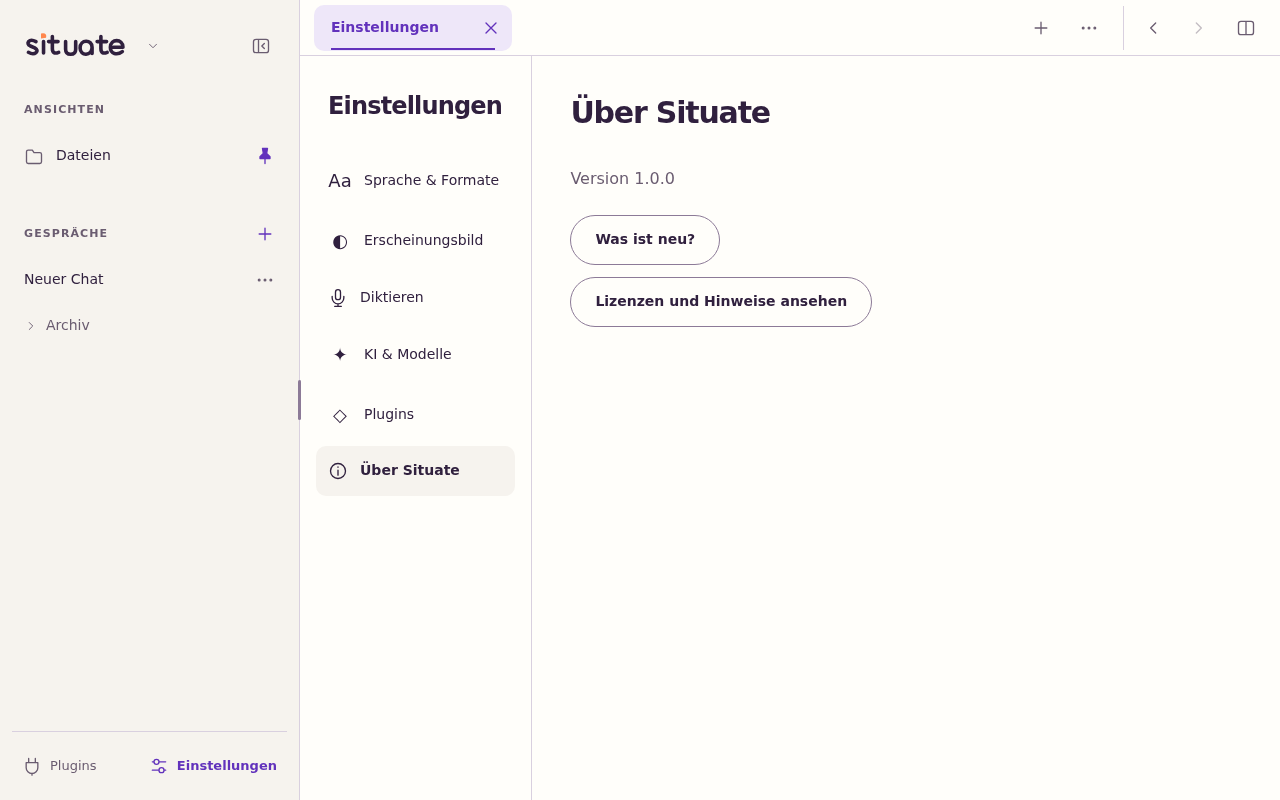 situate
ANSICHTEN
Dateien
GESPRÄCHE
Neuer Chat
Archiv
Plugins
Einstellungen
Einstellungen
Einstellungen
Aa Sprache & Formate
Erscheinungsbild
Diktieren
KI & Modelle
Plugins
Über Situate
Über Situate
Version 1.0.0
Was ist neu?
Lizenzen und Hinweise ansehen